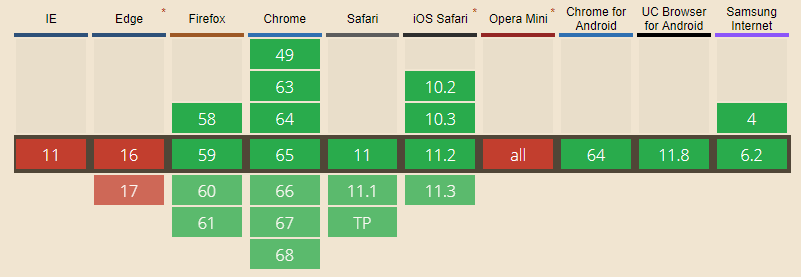 IE Edge * Firefox Chrome Safari iOS Safari * Opera Mini * Chrome for Android UC Browser for Android Samsung Internet
49
63 10.2
58 64 10.3 4
11 16 59 65 11 11.2 all 64 11.8 6.2
17 60 66 11.1 11.3
61 67 TP
68